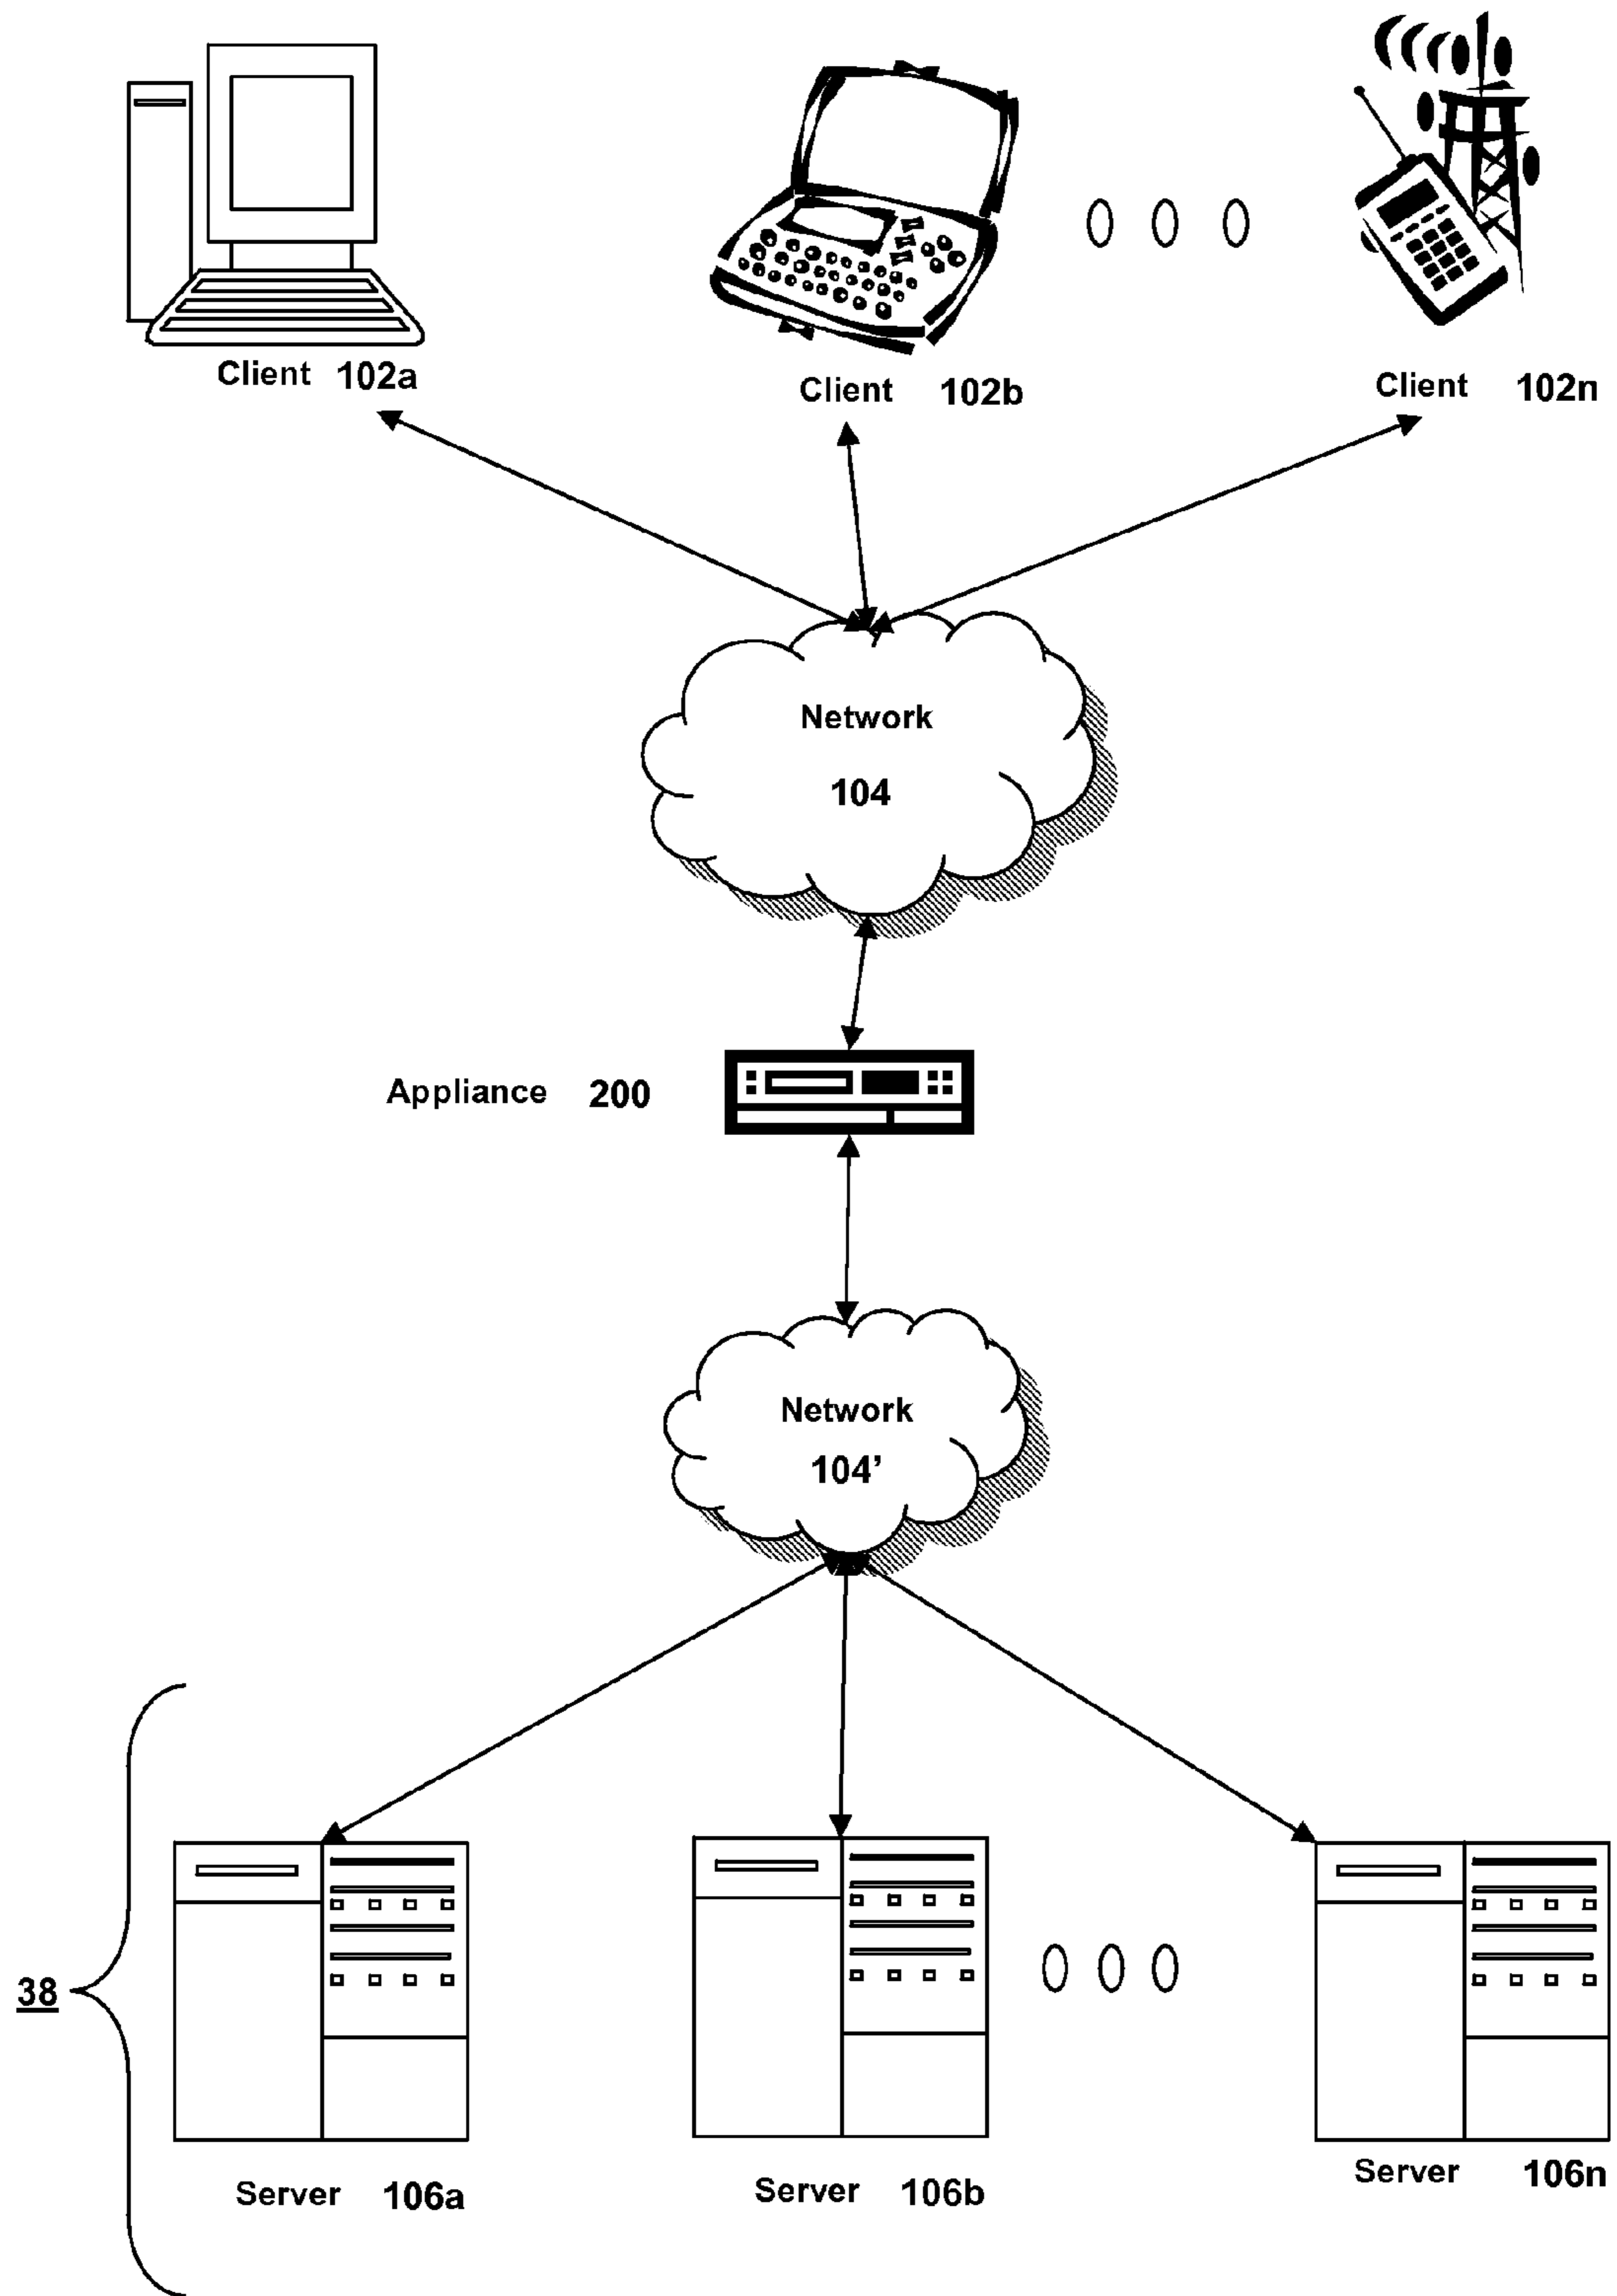 Client 102a
Client 102b
Client 102n
Network
104
Appliance 200
Network
104’
38
Server 106a
Server 106b
Server 106n